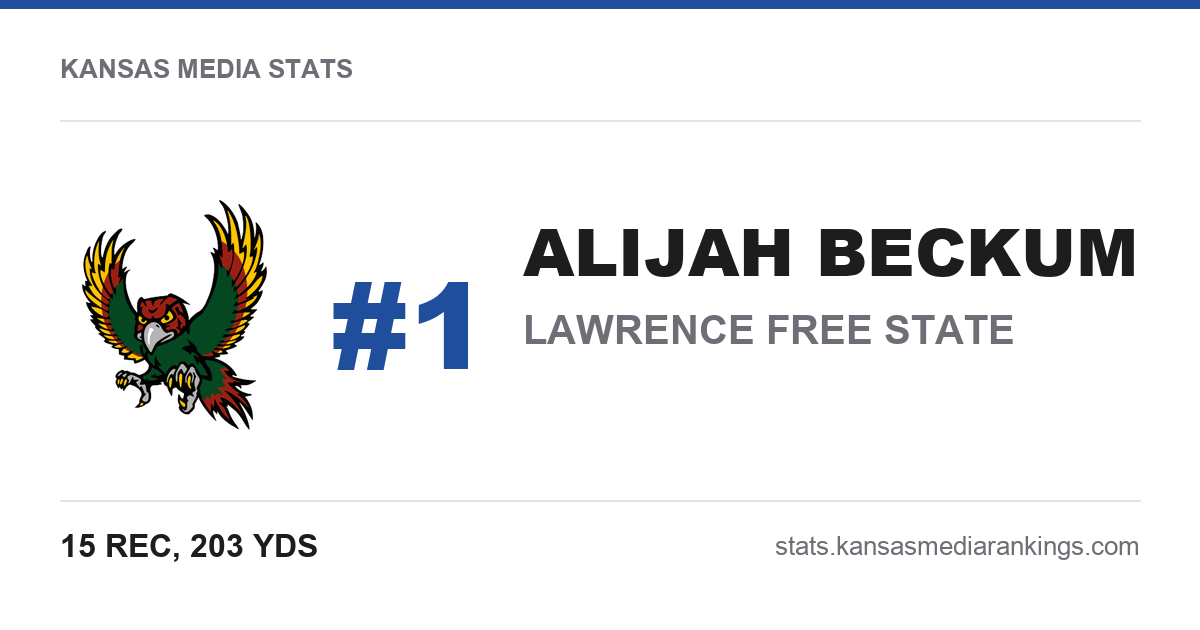 KANSAS MEDIA STATS
#1
ALIJAH BECKUM
LAWRENCE FREE STATE
15 REC, 203 YDS
stats.kansasmediarankings.com